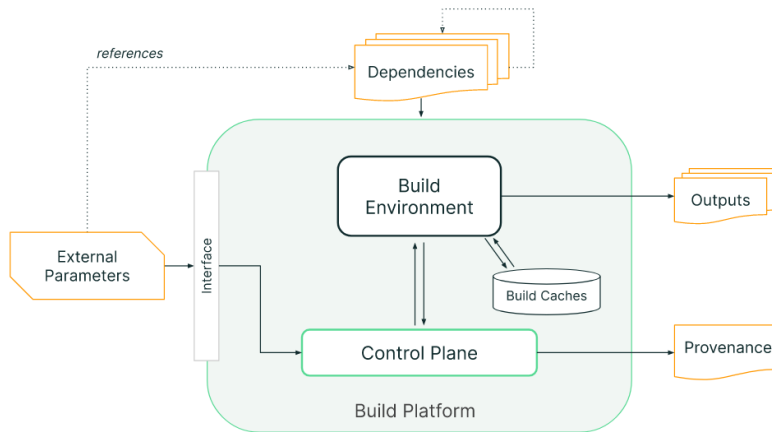 references
Dependencies
Build
Environment
Outputs
External
Parameters
Interface
Build Caches
Control Plane
Provenance
Build Platform